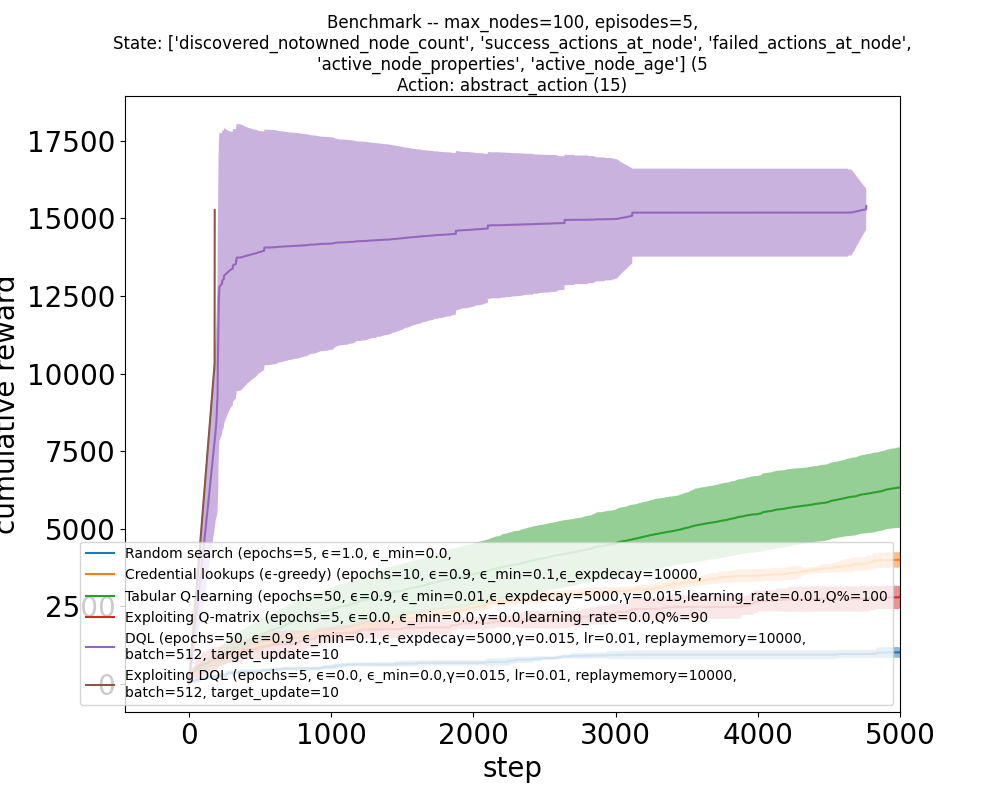 Benchmark -- max_nodes=100, episodes=5,
State: ['discovered_notowned_node_count', 'success_actions_at_node', 'failed_actions_at_node',
'active_node_properties', 'active_node_age'] (5
Action: abstract_action (15)
17500
15000
12500
10000
7500
5000
2500
0
cumulative reward
Random search (epochs=5, ϵ=1.0, ϵ_min=0.0,
Credential lookups (ϵ-greedy) (epochs=10, ϵ=0.9, ϵ_min=0.1,ϵ_expdecay=10000,
Tabular Q-learning (epochs=50, ϵ=0.9, ϵ_min=0.01,ϵ_expdecay=5000,γ=0.015,learning_rate=0.01,Q%=100
Exploiting Q-matrix (epochs=5, ϵ=0.0, ϵ_min=0.0,γ=0.0,learning_rate=0.0,Q%=90
DQL (epochs=50, ϵ=0.9, ϵ_min=0.1,ϵ_expdecay=5000,γ=0.015, lr=0.01, replaymemory=10000,
batch=512, target_update=10
Exploiting DQL (epochs=5, ϵ=0.0, ϵ_min=0.0,γ=0.015, lr=0.01, replaymemory=10000,
batch=512, target_update=10
0 1000 2000 3000 4000 5000
step